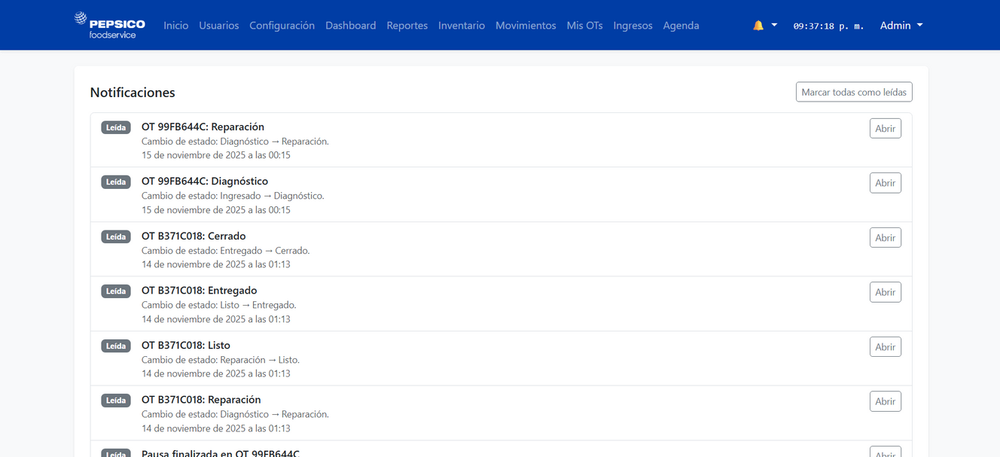 PEPSICO
foodservice
Inicio Usuarios Configuración Dashboard Reportes Inventario Movimientos Mis OTs Ingresos Agenda 09:37:18 p. m. Admin
Notificaciones
Marcar todas como leídas
Leída OT 99FB644C: Reparación Abrir
Cambio de estado: Diagnóstico → Reparación.
15 de noviembre de 2025 a las 00:15
Leída OT 99FB644C: Diagnóstico Abrir
Cambio de estado: Ingresado → Diagnóstico.
15 de noviembre de 2025 a las 00:15
Leída OT B371C018: Cerrado Abrir
Cambio de estado: Entregado → Cerrado.
14 de noviembre de 2025 a las 01:13
Leída OT B371C018: Entregado Abrir
Cambio de estado: Listo → Entregado.
14 de noviembre de 2025 a las 01:13
Leída OT B371C018: Listo Abrir
Cambio de estado: Reparación → Listo.
14 de noviembre de 2025 a las 01:13
Leída OT B371C018: Reparación Abrir
Cambio de estado: Diagnóstico → Reparación.
14 de noviembre de 2025 a las 01:13
Leída Pausa finalizada en OT 99FB644C Abrir